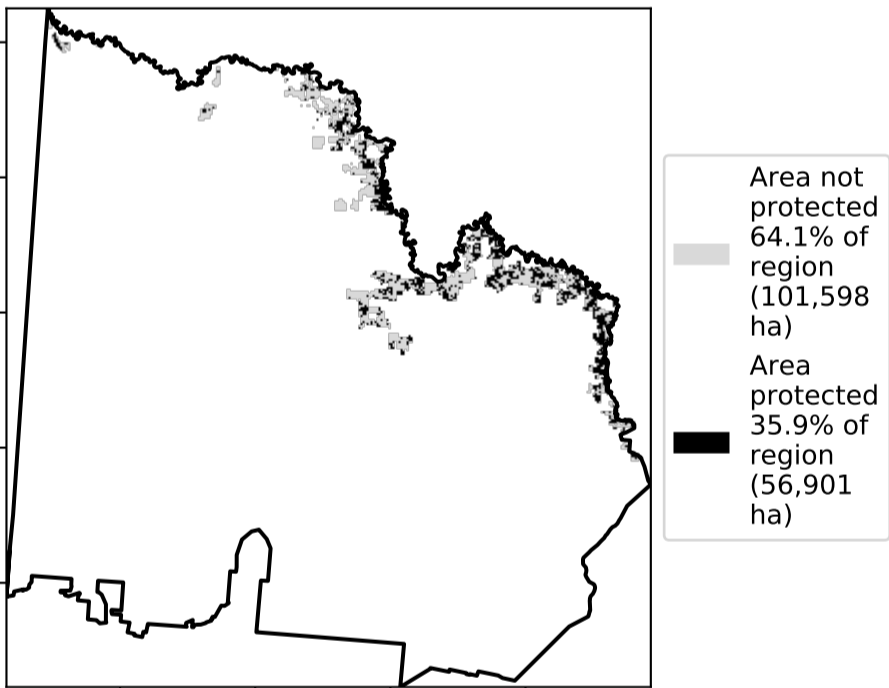 Area not
protected
64.1% of
region
(101,598
ha)
Area
protected
35.9% of
region
(56,901
ha)